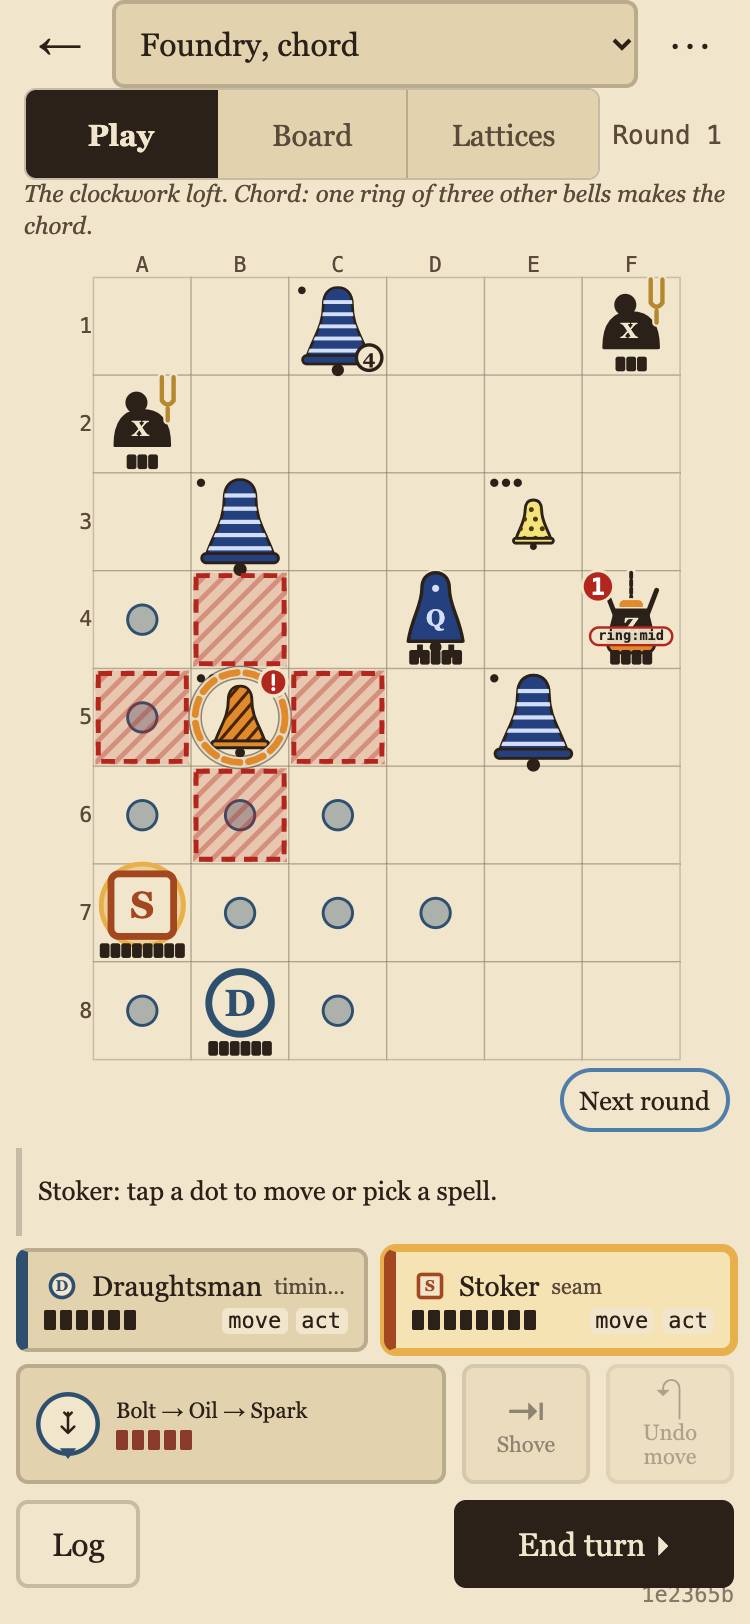 ← Foundry, chord ...
Play Board Lattices Round 1
The clockwork loft. Chord: one ring of three other bells makes the
chord.
A B C D E F
1 4 X
2 X
3
4 Q 1 Z ring:mid
5 !
6
7 S
8 D
Next round
Stoker: tap a dot to move or pick a spell.
D Draughtsman timin... move act
S Stoker seam move act
Bolt → Oil → Spark
Shove
Undo
move
Log
End turn
1e2365b